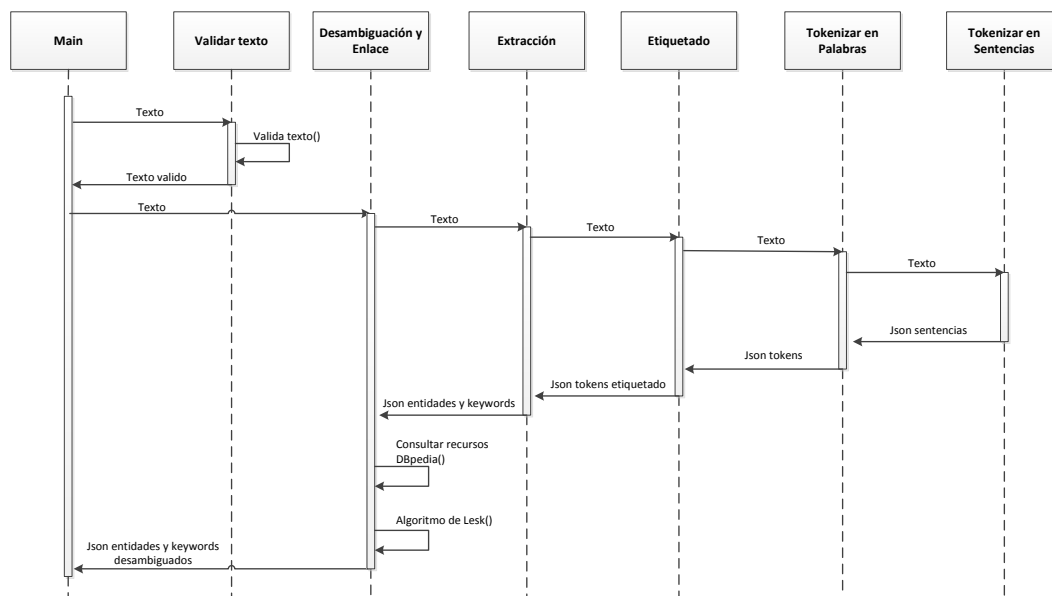 Main
Validar texto
Desambiguación y
Enlace
Extracción
Etiquetado
Tokenizar en
Palabras
Tokenizar en
Sentencias
Texto
Valida texto()
Texto valido
Texto
Texto
Texto
Texto
Texto
Json sentencias
Json tokens
Json tokens etiquetado
Json entidades y keywords
Consultar recursos
DBpedia()
Algoritmo de Lesk()
Json entidades y keywords
desambiguados